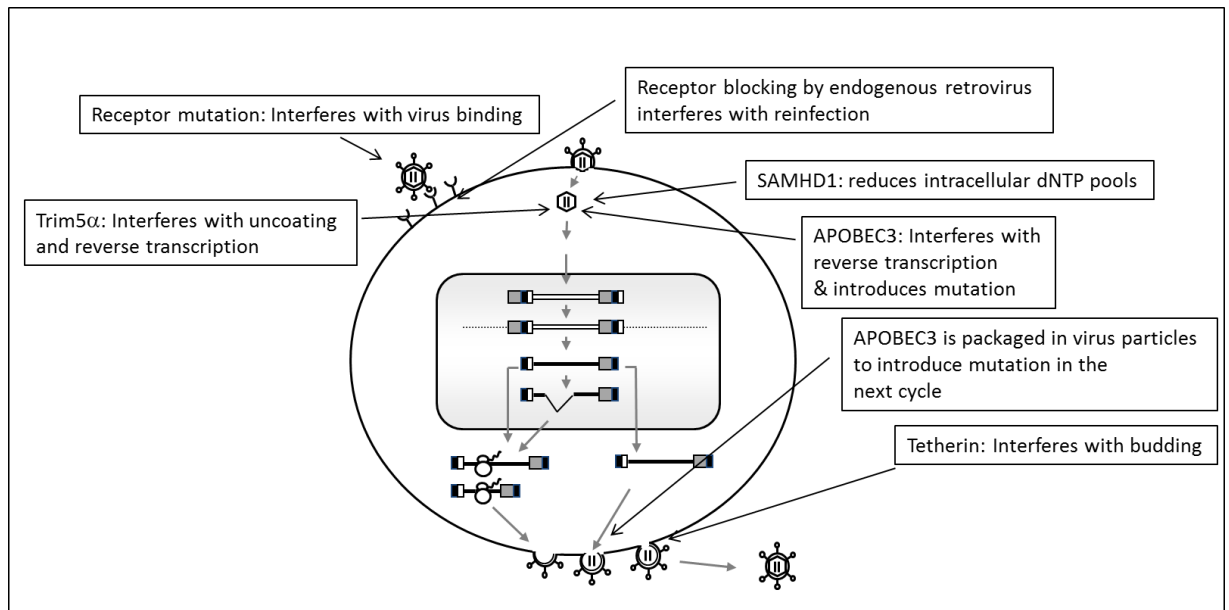 Receptor mutation: Interferes with virus binding
Receptor blocking by endogenous retrovirus
interferes with reinfection
SAMHD1: reduces intracellular dNTP pools
Trim5α: Interferes with uncoating
and reverse transcription
APOBEC3: Interferes with
reverse transcription
& introduces mutation
APOBEC3 is packaged in virus particles
to introduce mutation in the
next cycle
Tetherin: Interferes with budding